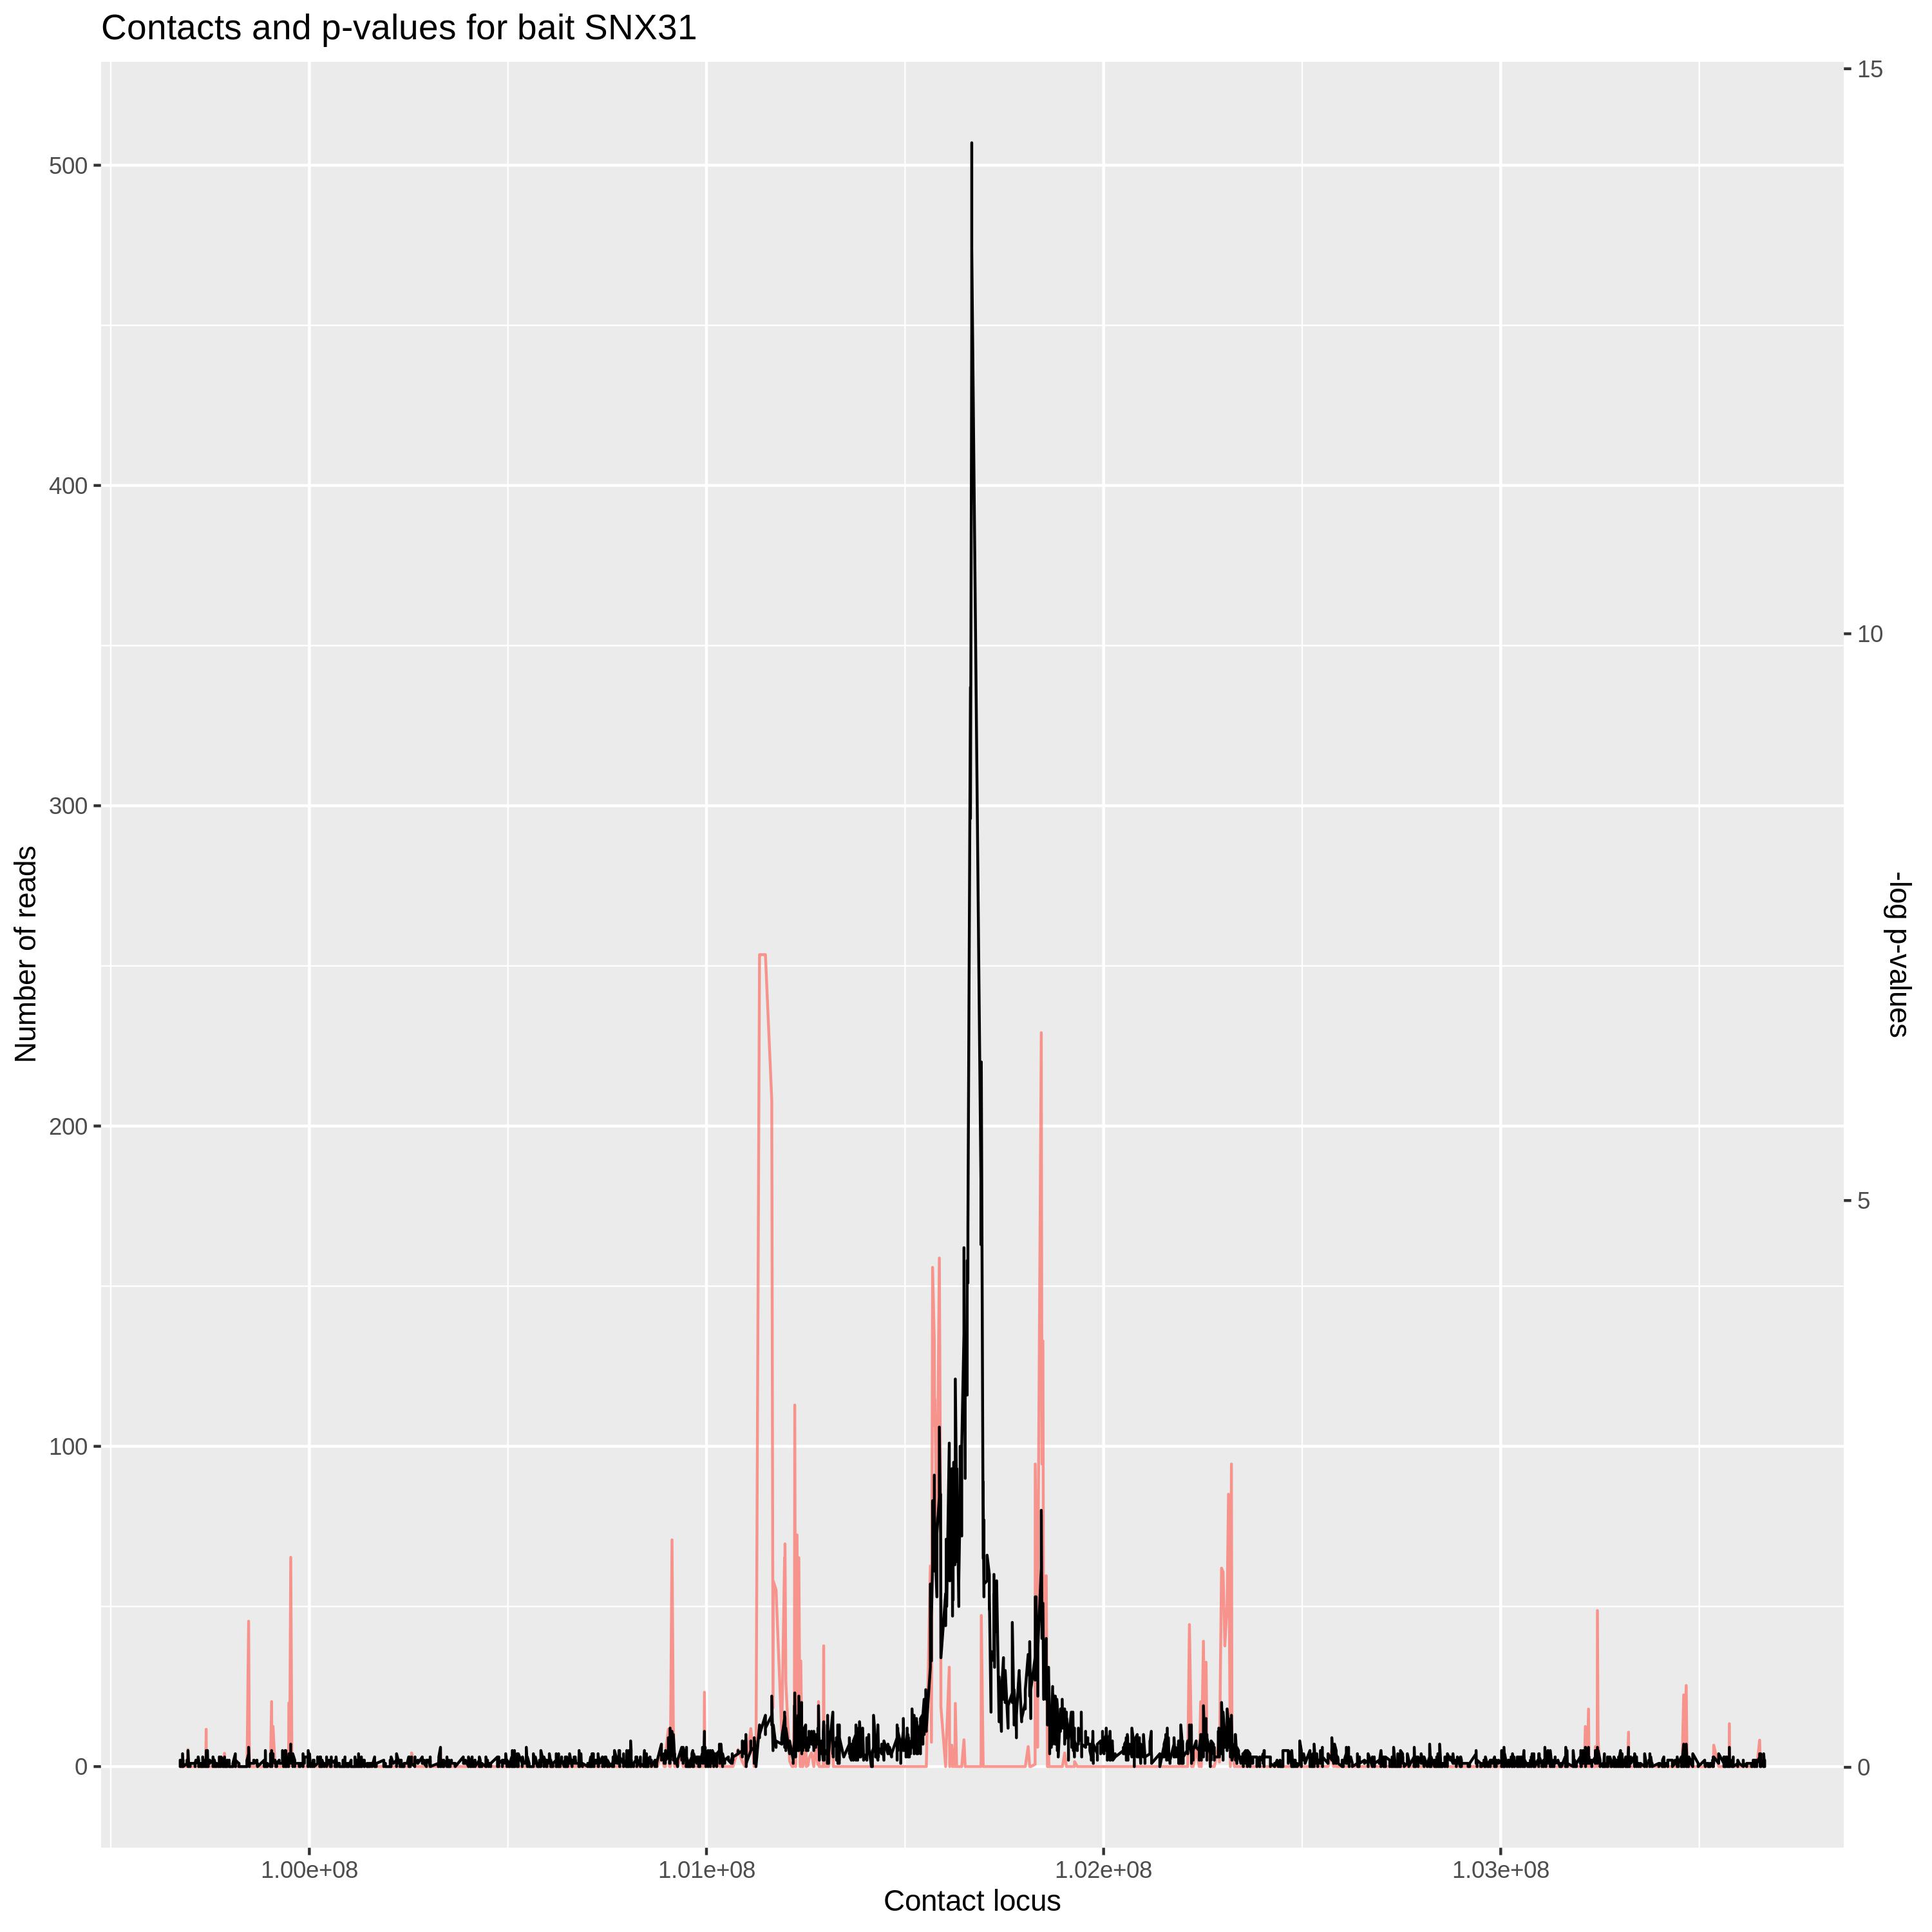 Contacts and p-values for bait SNX31
15
500
400
10
300
Number of reads
-log p-values
200
5
100
0
0
1.00e+08
1.01e+08
1.02e+08
1.03e+08
Contact locus